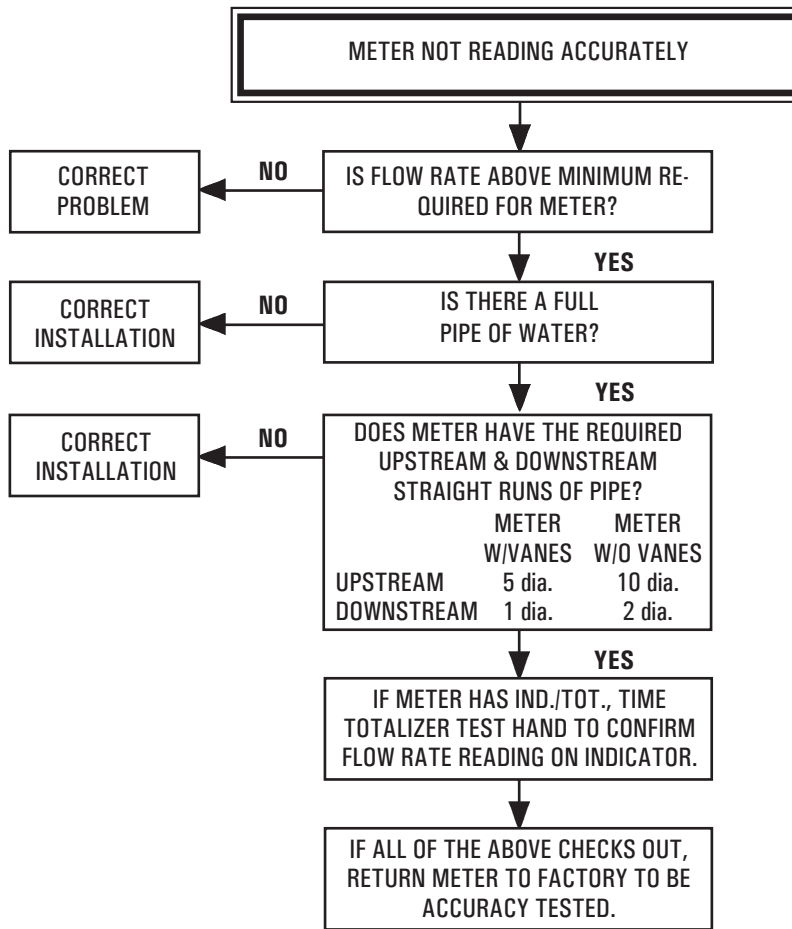 METER NOT READING ACCURATELY
CORRECT
PROBLEM
NO
IS FLOW RATE ABOVE MINIMUM RE-
QUIRED FOR METER?
YES
CORRECT
INSTALLATION
NO
IS THERE A FULL
PIPE OF WATER?
YES
CORRECT
INSTALLATION
NO
DOES METER HAVE THE REQUIRED
UPSTREAM & DOWNSTREAM
STRAIGHT RUNS OF PIPE?
METER METER
W/VANES W/O VANES
UPSTREAM 5 dia. 10 dia.
DOWNSTREAM 1 dia. 2 dia.
YES
IF METER HAS IND./TOT., TIME
TOTALIZER TEST HAND TO CONFIRM
FLOW RATE READING ON INDICATOR.
IF ALL OF THE ABOVE CHECKS OUT,
RETURN METER TO FACTORY TO BE
ACCURACY TESTED.